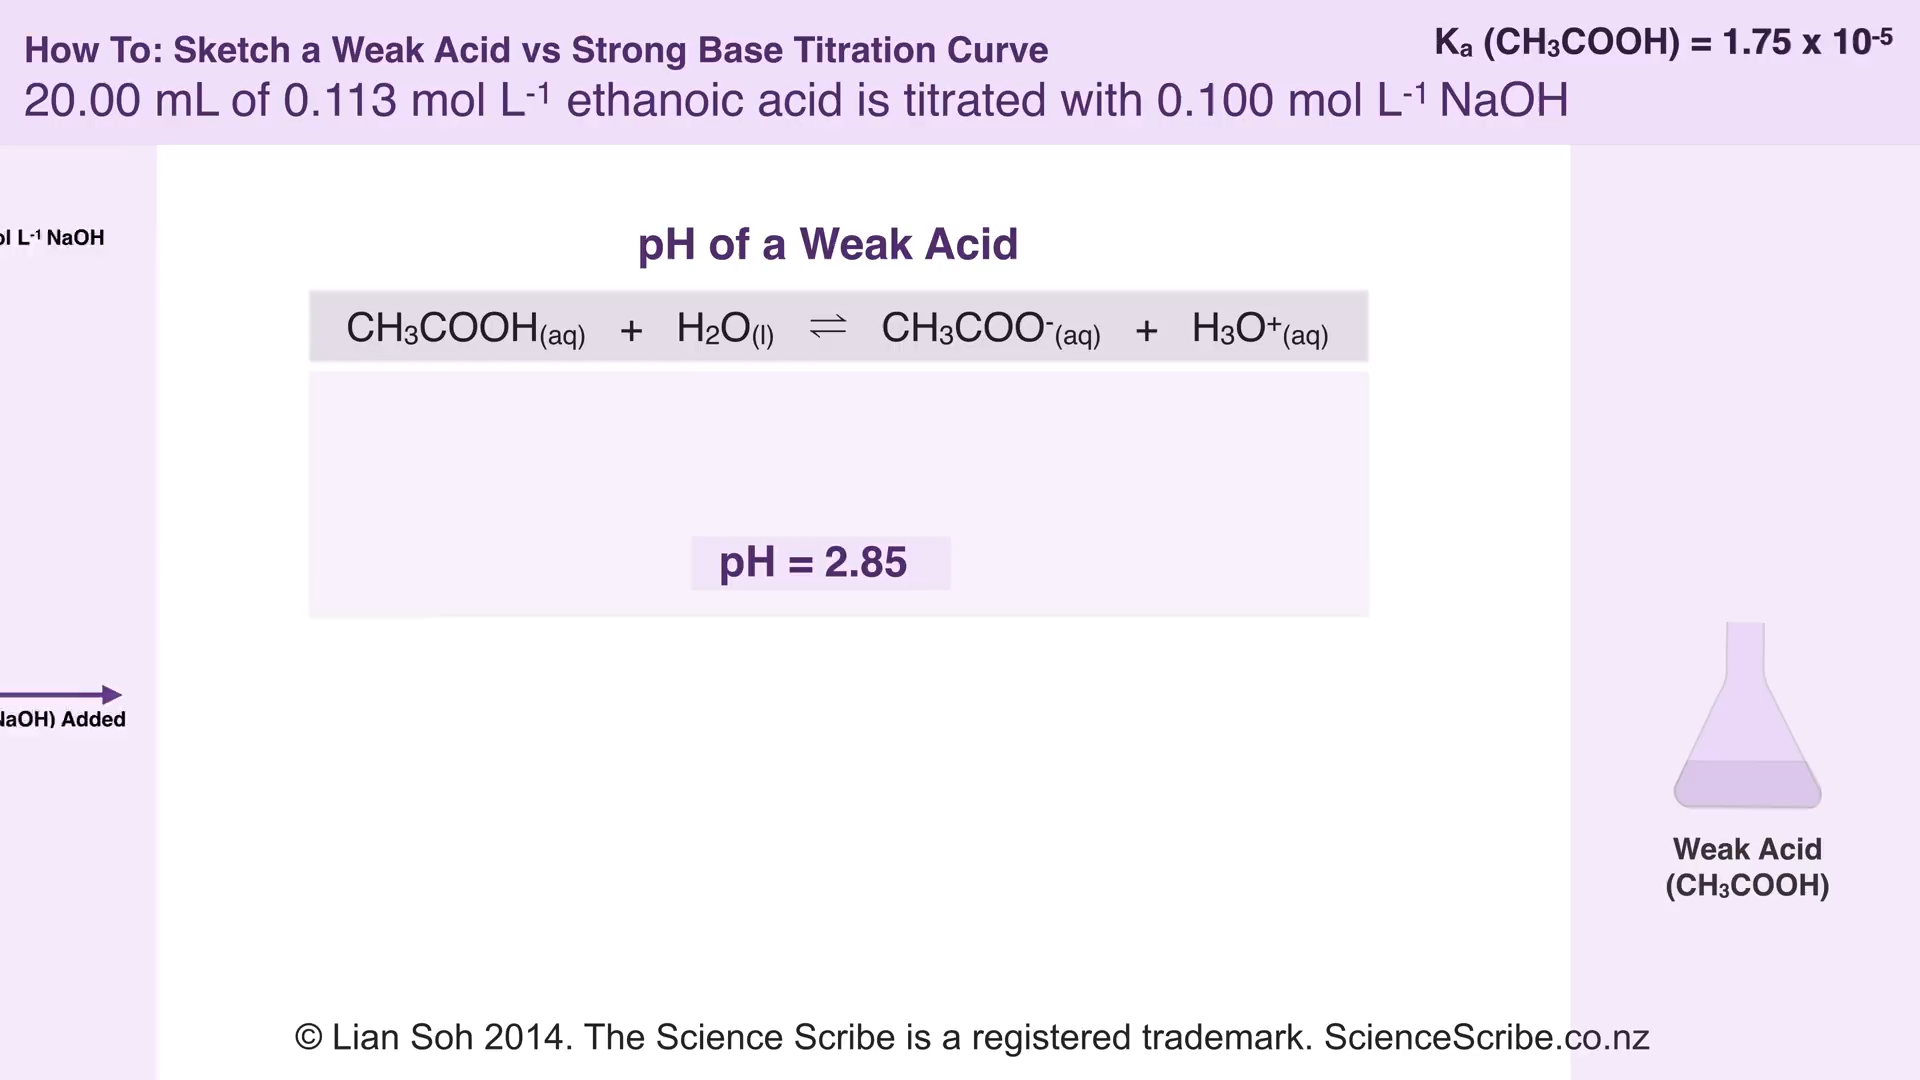 How To: Sketch a Weak Acid vs Strong Base Titration Curve
Kₐ (CH₃COOH) = 1.75 x 10⁻⁵
20.00 mL of 0.113 mol L⁻¹ ethanoic acid is titrated with 0.100 mol L⁻¹ NaOH
L⁻¹ NaOH
pH of a Weak Acid
CH₃COOH(aq) + H₂O(l) ⇌ CH₃COO⁻(aq) + H₃O⁺(aq)
pH = 2.85
NaOH) Added
Weak Acid
(CH₃COOH)
© Lian Soh 2014. The Science Scribe is a registered trademark. ScienceScribe.co.nz